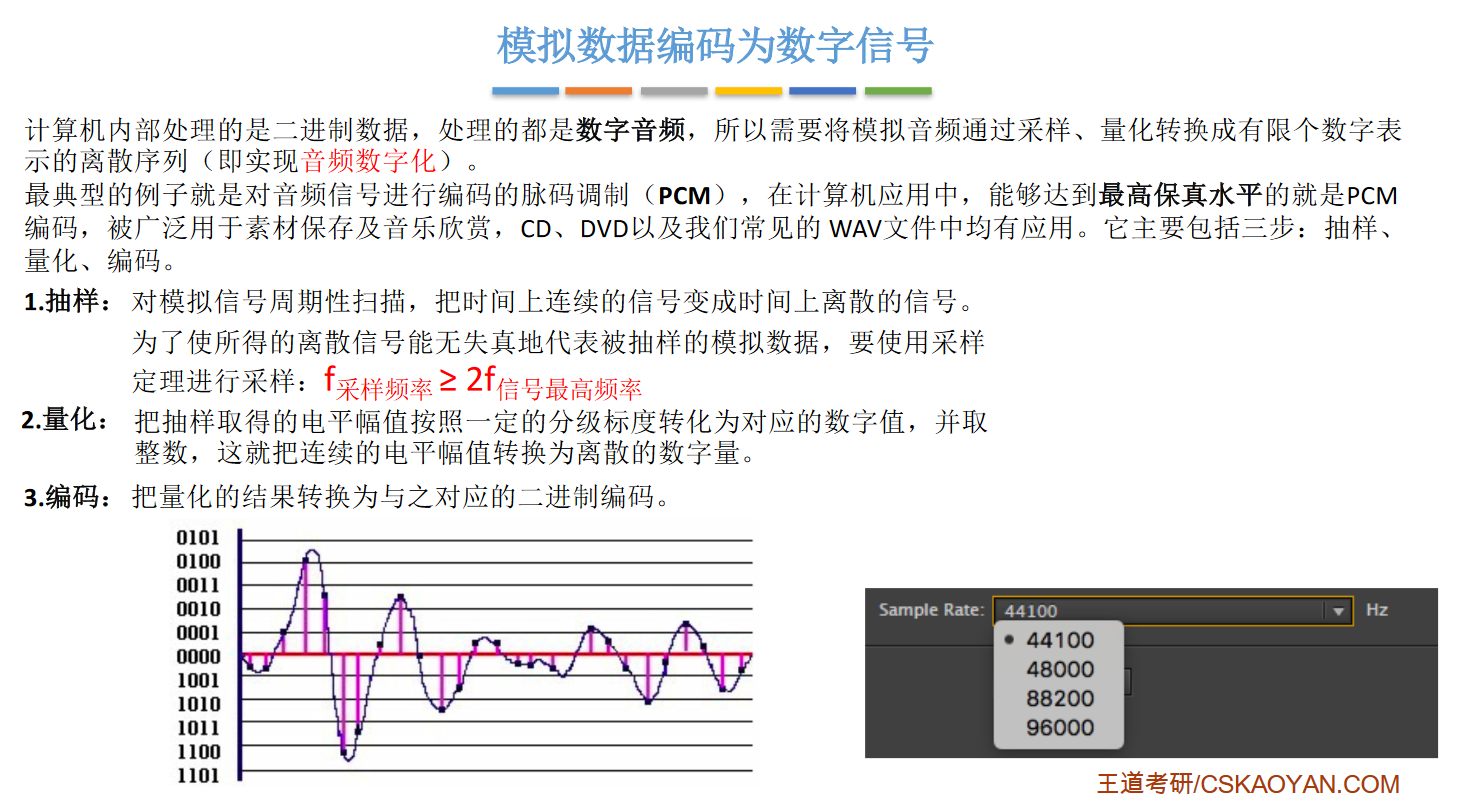 模拟数据编码为数字信号
计算机内部处理的是二进制数据，处理的都是数字音频，所以需要将模拟音频通过采样、量化转换成有限个数字表
示的离散序列（即实现音频数字化）。
最典型的例子就是对音频信号进行编码的脉码调制（PCM），在计算机应用中，能够达到最高保真水平的就是PCM
编码，被广泛用于素材保存及音乐欣赏，CD、DVD以及我们常见的 WAV文件中均有应用。它主要包括三步：抽样、
量化、编码。
1.抽样：对模拟信号周期性扫描，把时间上连续的信号变成时间上离散的信号。
为了使所得的离散信号能无失真地代表被抽样的模拟数据，要使用采样
定理进行采样：f采样频率 ≥ 2f信号最高频率
2.量化：把抽样取得的电平幅值按照一定的分级标度转化为对应的数字值，并取
整数，这就把连续的电平幅值转换为离散的数字量。
3.编码：把量化的结果转换为与之对应的二进制编码。
0101
0100
0011
0010
0001
0000
1001
1010
1011
1100
1101
Sample Rate: 44100 Hz
44100
48000
88200
96000
王道考研/CSKAOYAN.COM